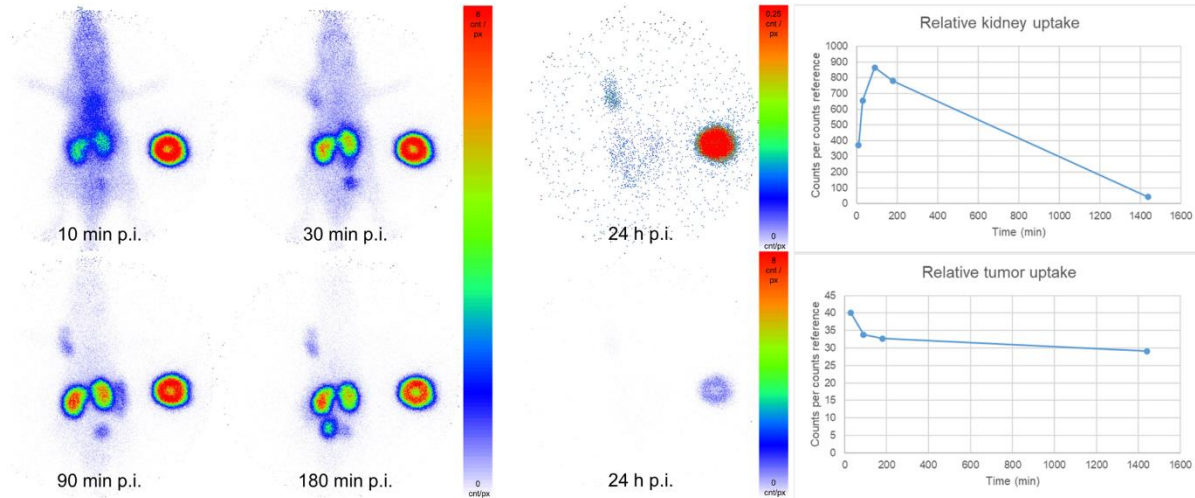 8
cnt /
px
0
cnt/px
10 min p.i.
30 min p.i.
90 min p.i.
180 min p.i.
0.25
cnt /
px
0
cnt/px
24 h p.i.
8
cnt /
px
0
cnt/px
24 h p.i.
Relative kidney uptake
Counts per counts reference
1000
900
800
700
600
500
400
300
200
100
0
0 200 400 600 800 1000 1200 1400 1600
Time (min)
Relative tumor uptake
Counts per counts reference
45
40
35
30
25
20
15
10
5
0
0 200 400 600 800 1000 1200 1400 1600
Time (min)